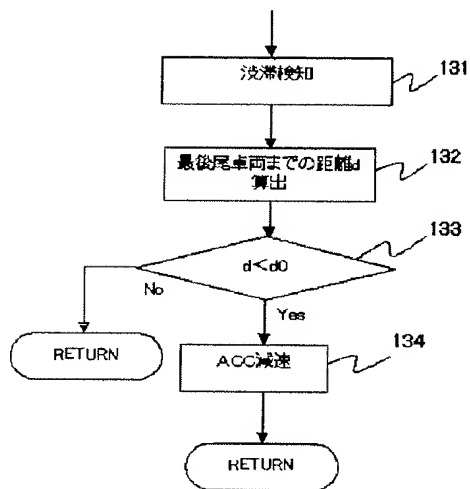 渋滞検知
131
最後尾車両までの距離d
算出
132
133
d<d0
No
Yes
RETURN
ACC減速
134
RETURN